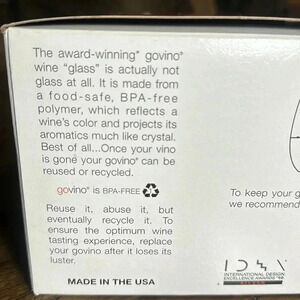 The award-winning* govino®
wine "glass" is actually not
glass at all. It is made from
a food-safe, BPA-free
polymer, which reflects a
wine's color and projects its
aromatics much like crystal.
Best of all...Once your vino
is gone your govino® can be
reused or recycled.
govino® IS BPA-FREE
Reuse it, abuse it, but
eventually recycle it. To
ensure the optimum wine
tasting experience, replace
your govino after it loses its
luster.
MADE IN THE USA
To keep your g
we recommend
INTERNATIONAL DESIGN
EXCELLENCE AWARDS